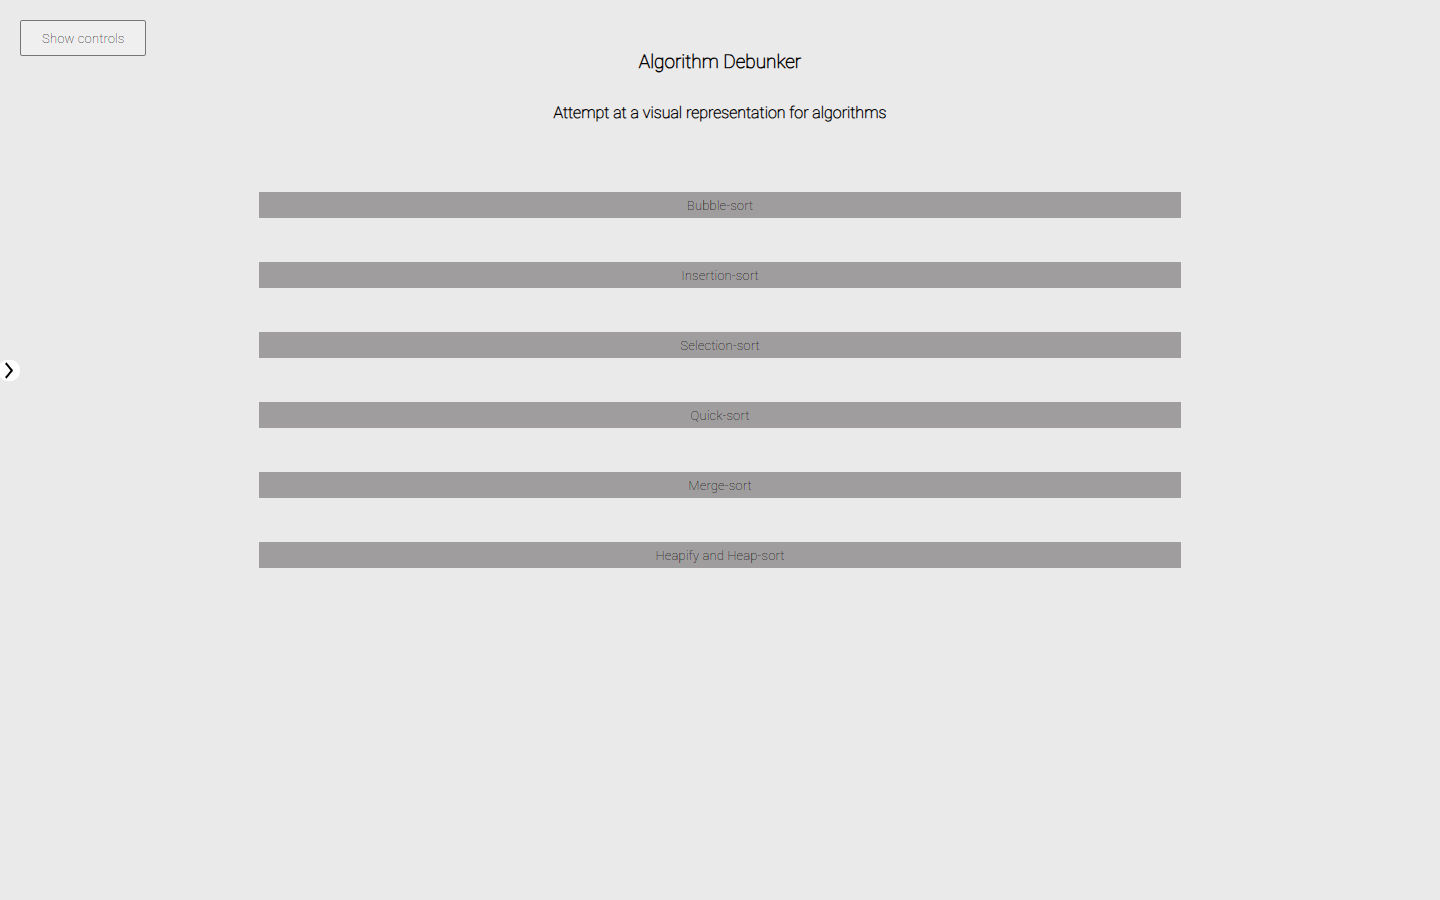 Show controls
Algorithm Debunker
Attempt at a visual representation for algorithms
Bubble-sort
Insertion-sort
Selection-sort
Quick-sort
Merge-sort
Heapify and Heap-sort